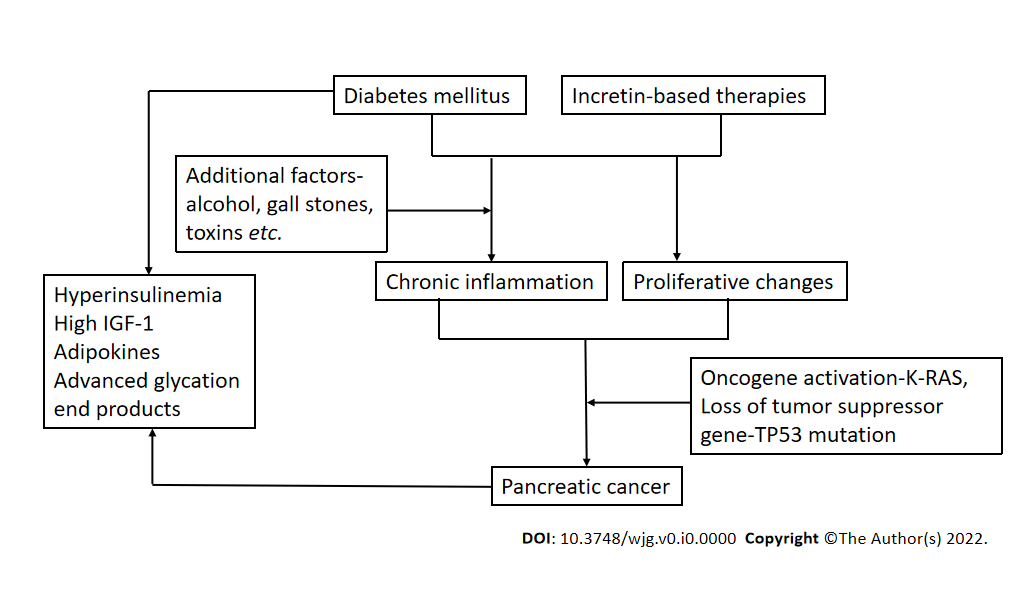 Diabetes mellitus
Incretin-based therapies
Additional factors-
alcohol, gall stones,
toxins etc.
Chronic inflammation
Proliferative changes
Hyperinsulinemia
High IGF-1
Adipokines
Advanced glycation
end products
Oncogene activation-K-RAS,
Loss of tumor suppressor
gene-TP53 mutation
Pancreatic cancer
DOI: 10.3748/wjg.v0.i0.0000 Copyright ©The Author(s) 2022.